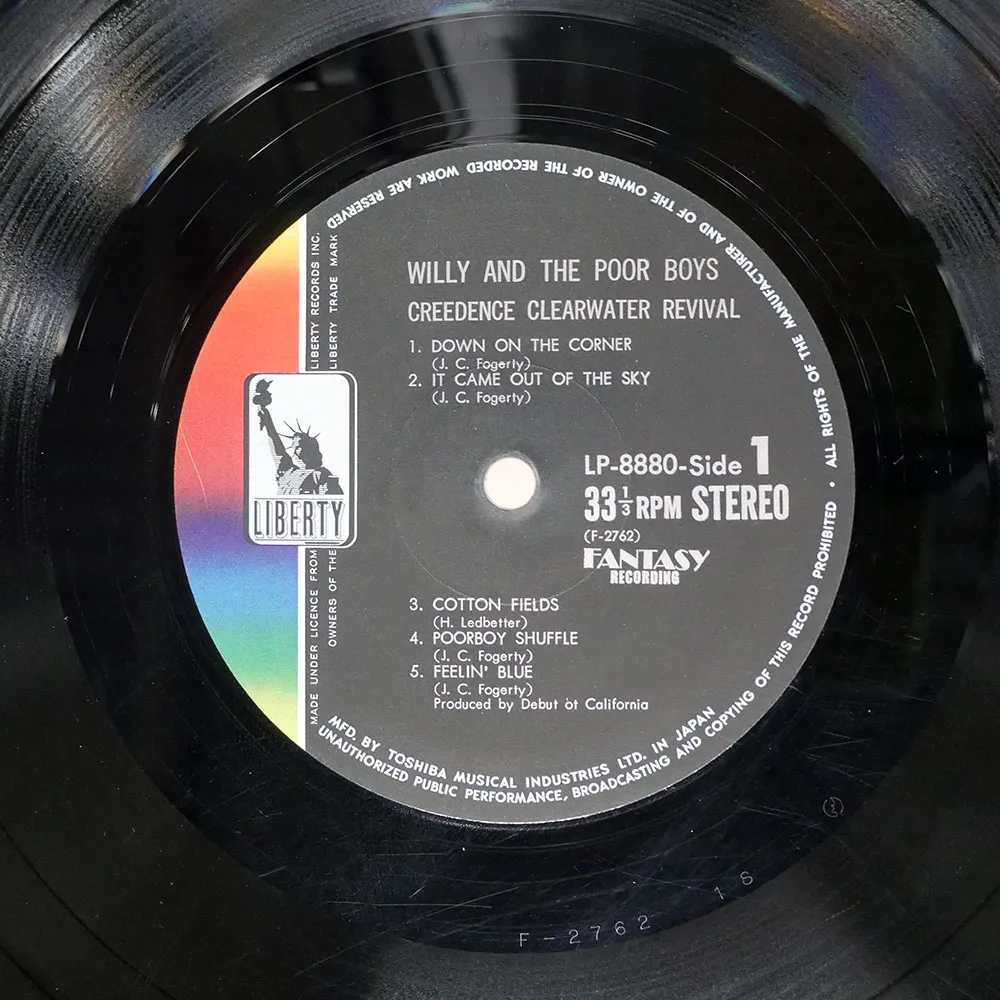 WILLY AND THE POOR BOYS
CREEDENCE CLEARWATER REVIVAL
1. DOWN ON THE CORNER
(J. C. Fogerty)
2. IT CAME OUT OF THE SKY
(J. C. Fogerty)
LP-8880-Side 1
33 1/3 RPM STEREO
(F-2762)
FANTASY
RECORDING
3. COTTON FIELDS
(H. Ledbetter)
4. POORBOY SHUFFLE
(J. C. Fogerty)
5. FEELIN' BLUE
(J. C. Fogerty)
Produced by Debut ot California
LIBERTY
MADE UNDER LICENCE FROM LIBERTY RECORDS INC.
OWNERS OF THE LIBERTY TRADE MARK
MFD. BY TOSHIBA MUSICAL INDUSTRIES LTD. IN JAPAN
UNAUTHORIZED PUBLIC PERFORMANCE, BROADCASTING AND COPYING OF THIS RECORD PROHIBITED • ALL RIGHTS OF THE MANUFACTURER AND OF THE OWNER OF THE RECORDED WORK ARE RESERVED
F-2762 1S